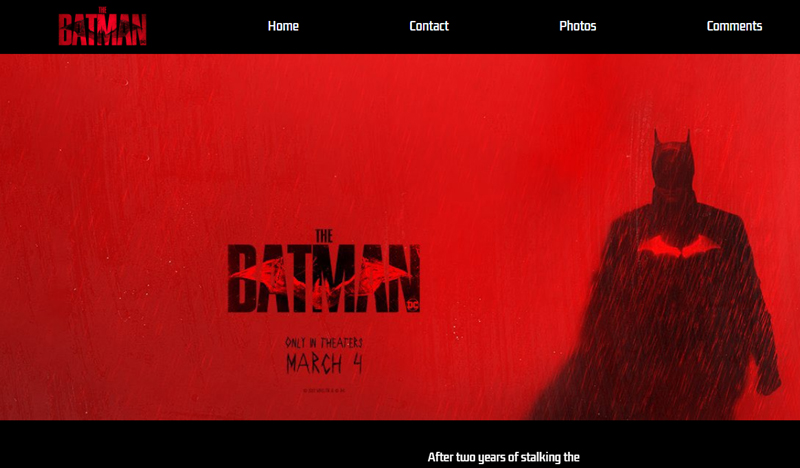 THE
BATMAN
Home
Contact
Photos
Comments
THE
BATMAN
DC
ONLY IN THEATERS
MARCH 4
After two years of stalking the